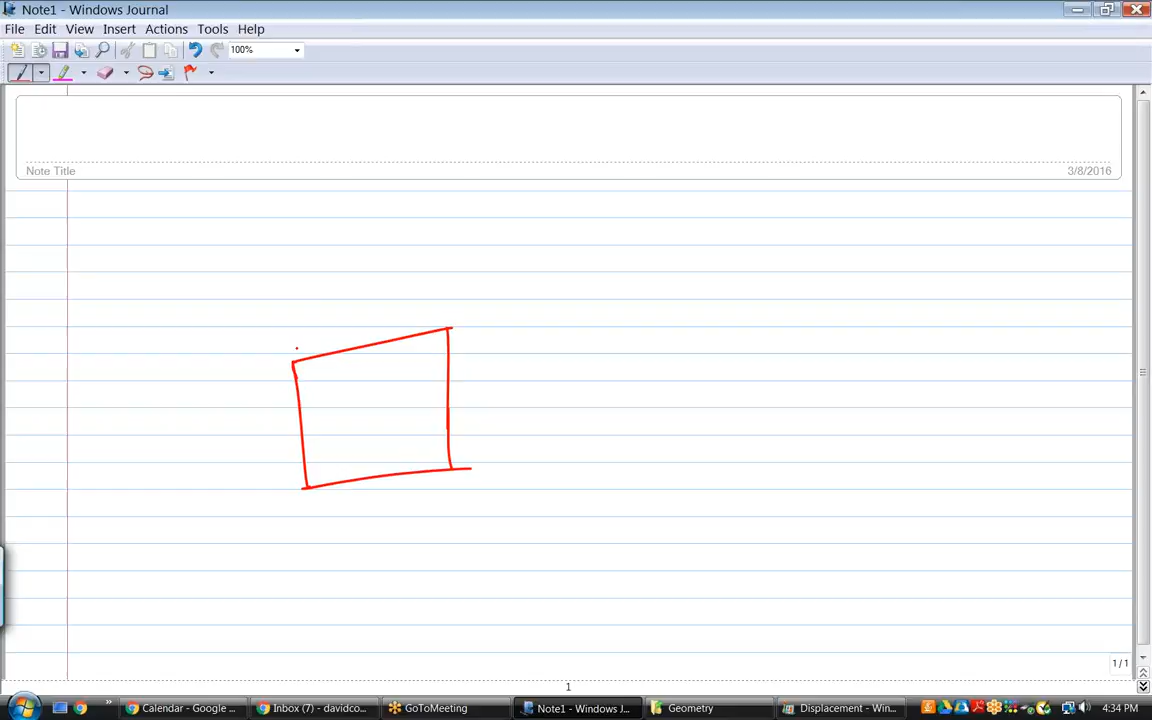 Note1 - Windows Journal
File Edit View Insert Actions Tools Help
100%
Note Title
3/8/2016
1 / 1
1
Calendar - Google ...
Inbox (7) - davidco...
GoToMeeting
Note1 - Windows J...
Geometry
Displacement - Win...
4:34 PM